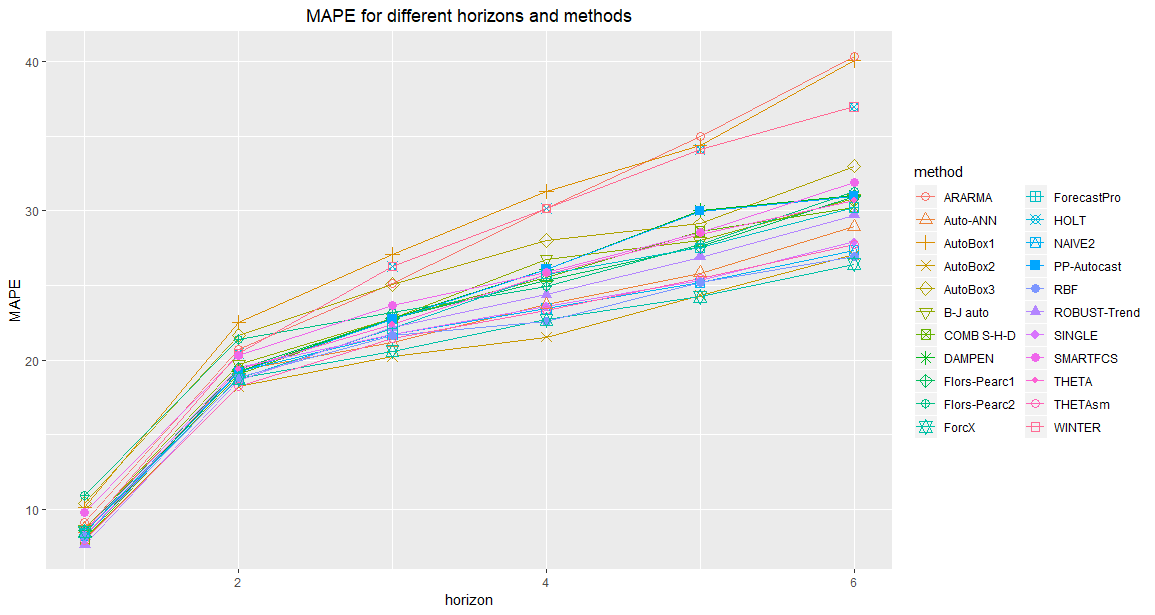 MAPE for different horizons and methods
MAPE
40
30
20
10
2
4
6
horizon
method
ARARMA
Auto-ANN
AutoBox1
AutoBox2
AutoBox3
B-J auto
COMB S-H-D
DAMPEN
Flors-Pearc1
Flors-Pearc2
ForcX
ForecastPro
HOLT
NAIVE2
PP-Autocast
RBF
ROBUST-Trend
SINGLE
SMARTFCS
THETA
THETAsm
WINTER